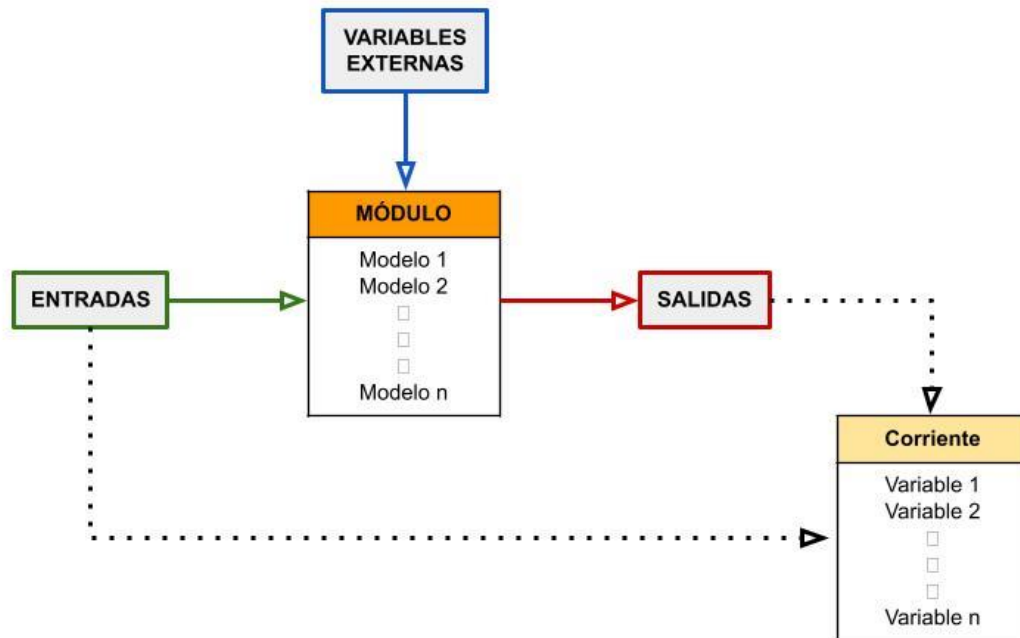 VARIABLES
EXTERNAS
MÓDULO
Modelo 1
Modelo 2
Modelo n
ENTRADAS
SALIDAS
Corriente
Variable 1
Variable 2
Variable n